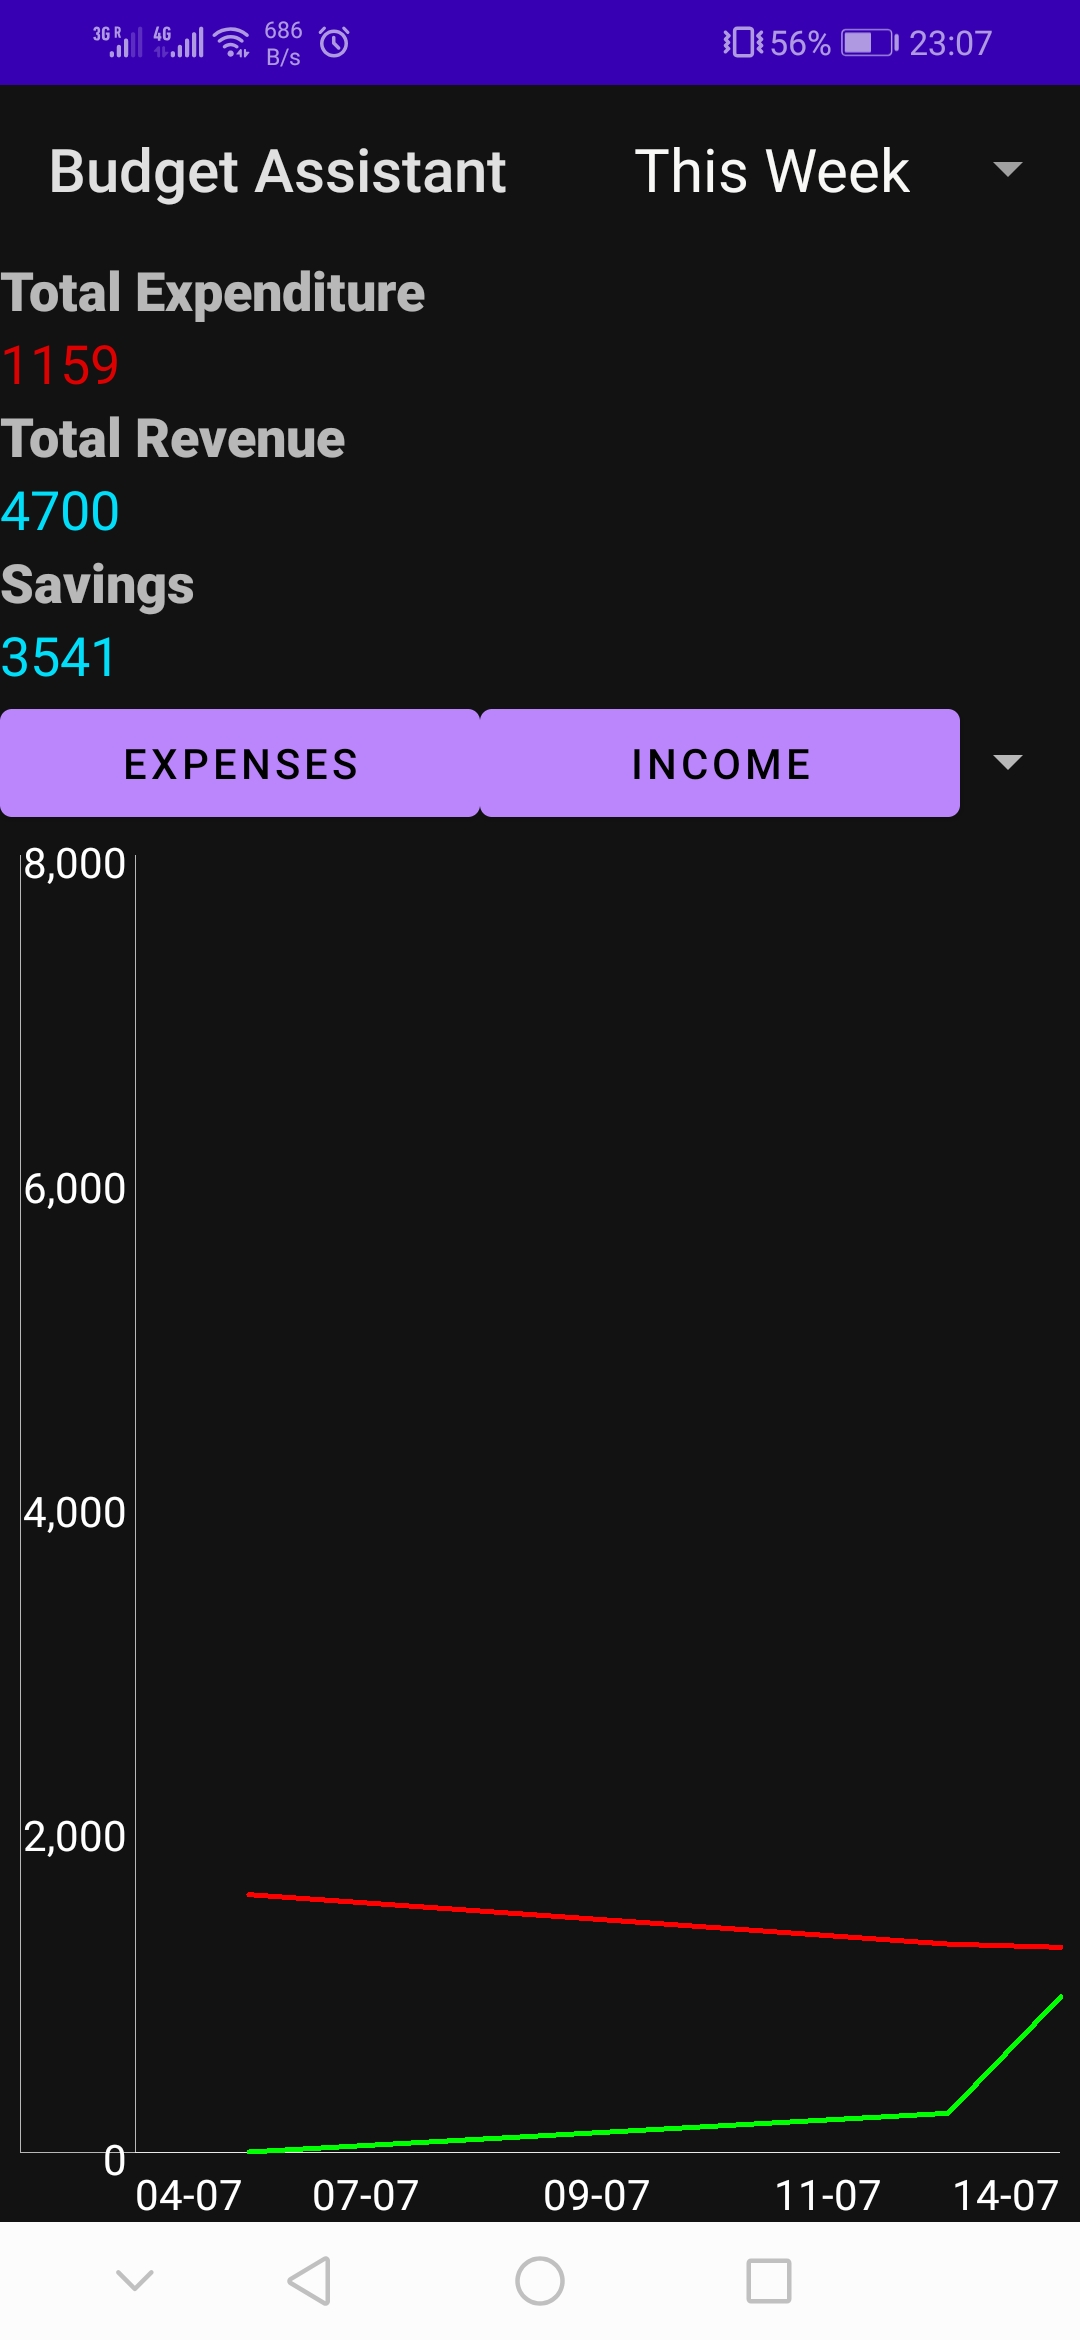 3G R 4G 686 B/s 56% 23:07
Budget Assistant This Week
Total Expenditure
1159
Total Revenue
4700
Savings
3541
EXPENSES INCOME
8,000
6,000
4,000
2,000
0
04-07 07-07 09-07 11-07 14-07